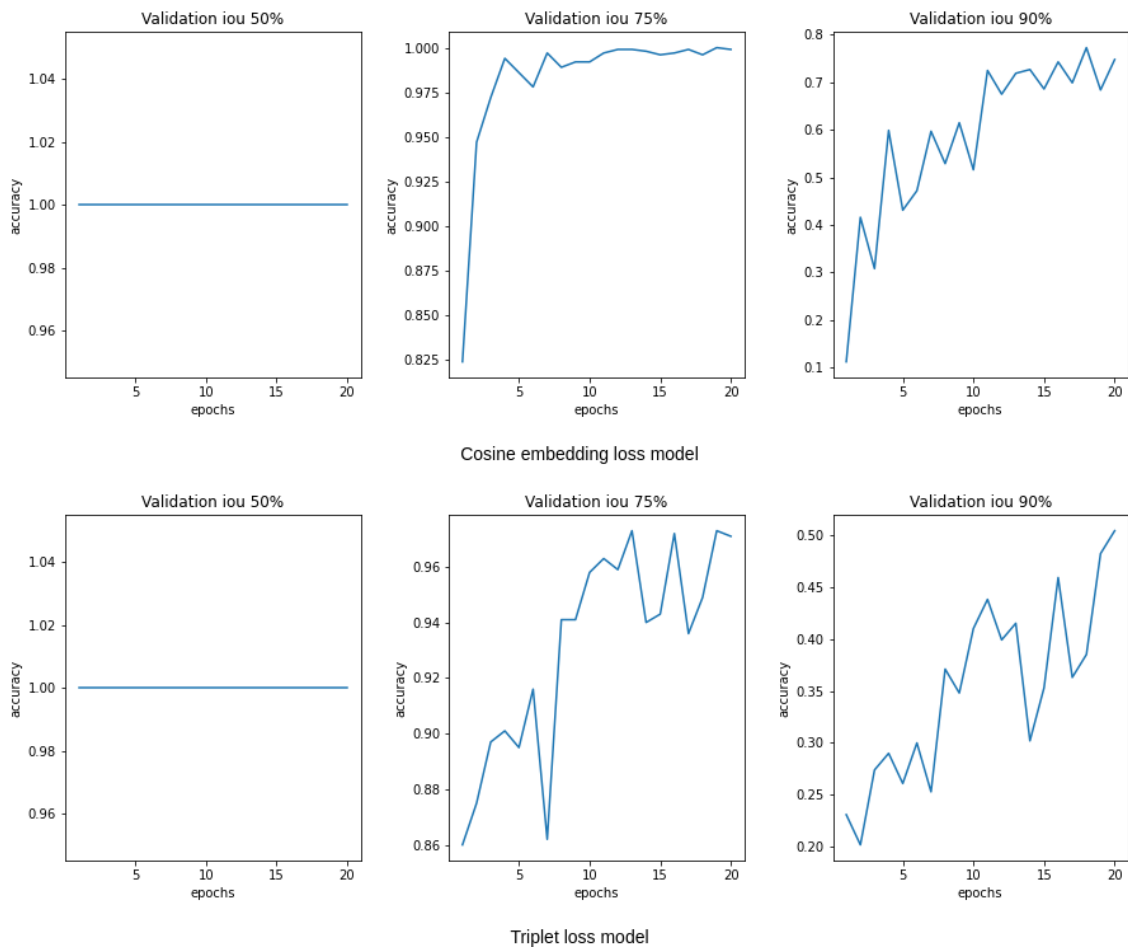 Validation iou 50%
Validation iou 75%
Validation iou 90%
accuracy
1.04
1.02
1.00
0.98
0.96
5 10 15 20
epochs
accuracy
1.000
0.975
0.950
0.925
0.900
0.875
0.850
0.825
5 10 15 20
epochs
accuracy
0.8
0.7
0.6
0.5
0.4
0.3
0.2
0.1
5 10 15 20
epochs
Cosine embedding loss model
Validation iou 50%
Validation iou 75%
Validation iou 90%
accuracy
1.04
1.02
1.00
0.98
0.96
5 10 15 20
epochs
accuracy
0.96
0.94
0.92
0.90
0.88
0.86
5 10 15 20
epochs
accuracy
0.50
0.45
0.40
0.35
0.30
0.25
0.20
5 10 15 20
epochs
Triplet loss model